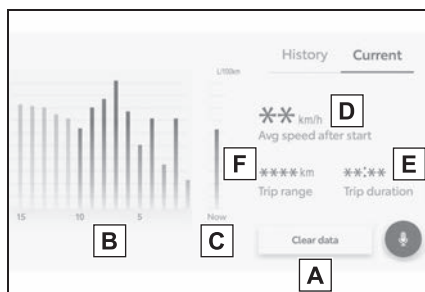 History Current
L/100km
** km/h
D
Avg speed after start
F
****km
**:**
E
Trip range
Trip duration
15 10 5 Now
B
C
Clear data
A